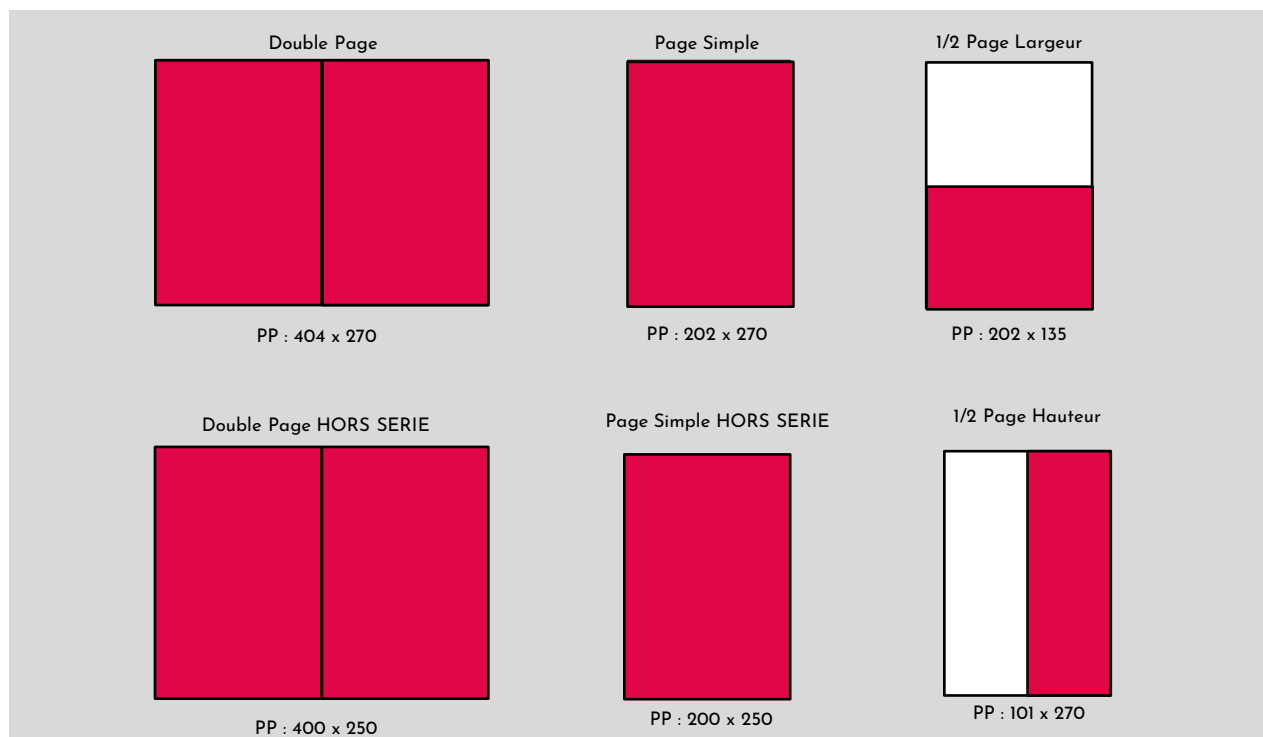 Double Page
Page Simple
1/2 Page Largeur
PP : 404 x 270
PP : 202 x 270
PP : 202 x 135
Double Page HORS SERIE
Page Simple HORS SERIE
1/2 Page Hauteur
PP : 400 x 250
PP : 200 x 250
PP : 101 x 270